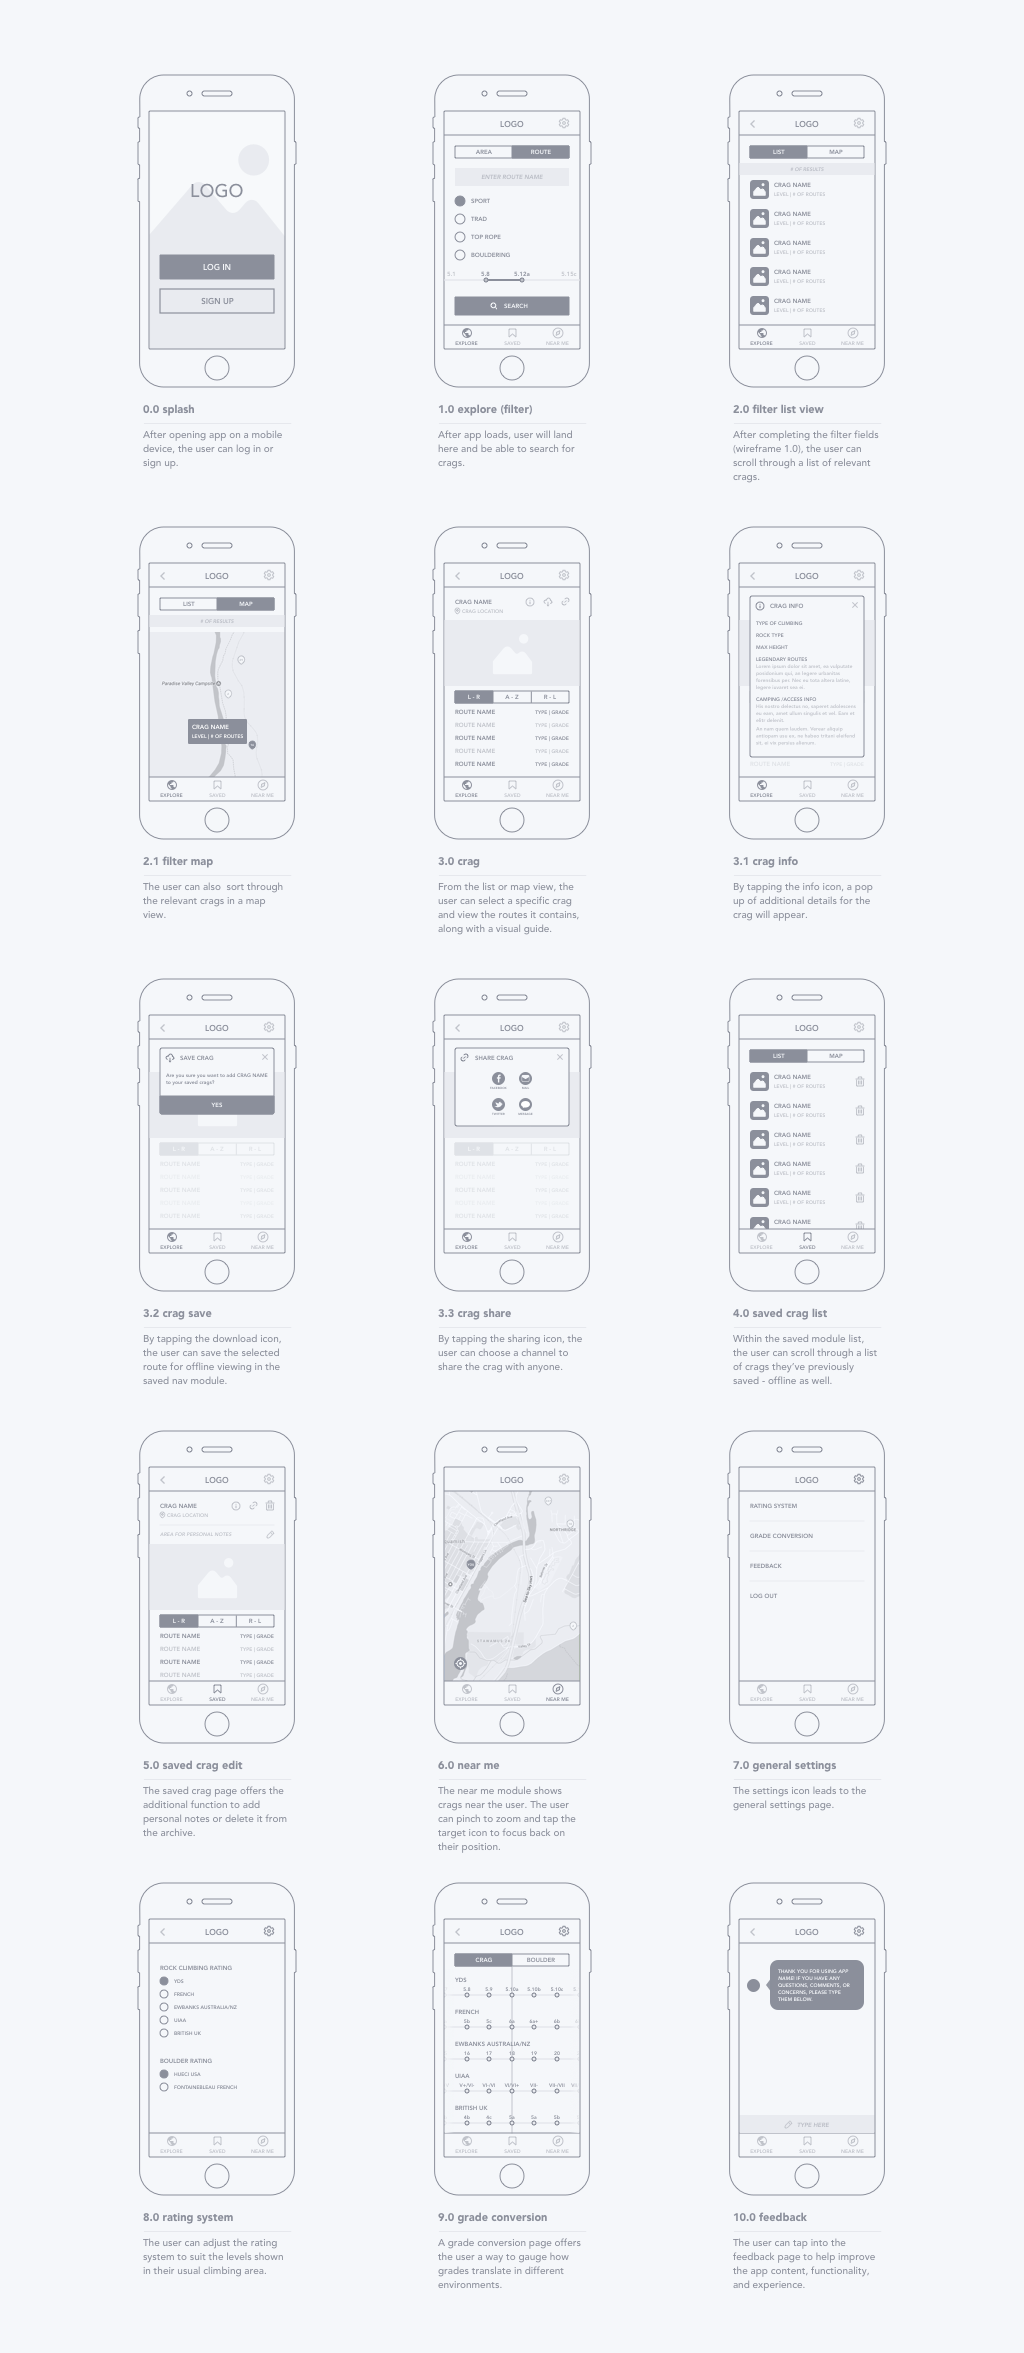 LOGO
LOG IN
SIGN UP
0.0 splash
After opening app on a mobile
device, the user can log in or
sign up.
LOGO
AREA ROUTE
ENTER ROUTE NAME
SPORT
TRAD
TOP ROPE
BOULDERING
5.1 5.8 5.12a 5.15c
SEARCH
EXPLORE SAVED NEAR ME
1.0 explore (filter)
After app loads, user will land
here and be able to search for
crags.
LOGO
LIST MAP
# OF RESULTS
CRAG NAME
LEVEL | # OF ROUTES
CRAG NAME
LEVEL | # OF ROUTES
CRAG NAME
LEVEL | # OF ROUTES
CRAG NAME
LEVEL | # OF ROUTES
CRAG NAME
LEVEL | # OF ROUTES
EXPLORE SAVED NEAR ME
2.0 filter list view
After completing the filter fields
(wireframe 1.0), the user can
scroll through a list of relevant
crags.
LOGO
LIST MAP
# OF RESULTS
Paradise Valley Campgro
CRAG NAME
LEVEL | # OF ROUTES
EXPLORE SAVED NEAR ME
2.1 filter map
The user can also sort through
the relevant crags in a map
view.
LOGO
CRAG NAME
CRAG LOCATION
L - R A - Z R - L
ROUTE NAME TYPE | GRADE
ROUTE NAME TYPE | GRADE
ROUTE NAME TYPE | GRADE
ROUTE NAME TYPE | GRADE
ROUTE NAME TYPE | GRADE
EXPLORE SAVED NEAR ME
3.0 crag
From the list or map view, the
user can select a specific crag
and view the routes it contains,
along with a visual guide.
LOGO
CRAG INFO
TYPE OF CLIMBING
ROCK TYPE
MAX HEIGHT
LEGENDARY ROUTES
CAMPING /ACCESS INFO
ROUTE NAME TYPE | GRADE
EXPLORE SAVED NEAR ME
3.1 crag info
By tapping the info icon, a pop
up of additional details for the
crag will appear.
LOGO
SAVE CRAG
Are you sure you want to add CRAG NAME
to your saved crags?
YES
L - R A - Z R - L
ROUTE NAME TYPE | GRADE
ROUTE NAME TYPE | GRADE
ROUTE NAME TYPE | GRADE
ROUTE NAME TYPE | GRADE
ROUTE NAME TYPE | GRADE
EXPLORE SAVED NEAR ME
3.2 crag save
By tapping the download icon,
the user can save the selected
route for offline viewing in the
saved nav module.
LOGO
SHARE CRAG
FACEBOOK MAIL
TWITTER MESSAGE
L - R A - Z R - L
ROUTE NAME TYPE | GRADE
ROUTE NAME TYPE | GRADE
ROUTE NAME TYPE | GRADE
ROUTE NAME TYPE | GRADE
ROUTE NAME TYPE | GRADE
EXPLORE SAVED NEAR ME
3.3 crag share
By tapping the sharing icon, the
user can choose a channel to
share the crag with anyone.
LOGO
LIST MAP
CRAG NAME
LEVEL | # OF ROUTES
CRAG NAME
LEVEL | # OF ROUTES
CRAG NAME
LEVEL | # OF ROUTES
CRAG NAME
LEVEL | # OF ROUTES
CRAG NAME
LEVEL | # OF ROUTES
CRAG NAME
EXPLORE SAVED NEAR ME
4.0 saved crag list
Within the saved module list,
the user can scroll through a list
of crags they've previously
saved - offline as well.
LOGO
CRAG NAME
CRAG LOCATION
AREA FOR PERSONAL NOTES
L - R A - Z R - L
ROUTE NAME TYPE | GRADE
ROUTE NAME TYPE | GRADE
ROUTE NAME TYPE | GRADE
ROUTE NAME TYPE | GRADE
EXPLORE SAVED NEAR ME
5.0 saved crag edit
The saved crag page offers the
additional function to add
personal notes or delete it from
the archive.
LOGO
NORTHRIDGE
STAWAMUS 24
EXPLORE SAVED NEAR ME
6.0 near me
The near me module shows
crags near the user. The user
can pinch to zoom and tap the
target icon to focus back on
their position.
LOGO
RATING SYSTEM
GRADE CONVERSION
FEEDBACK
LOG OUT
EXPLORE SAVED NEAR ME
7.0 general settings
The settings icon leads to the
general settings page.
LOGO
ROCK CLIMBING RATING
YDS
FRENCH
EWBANKS AUSTRALIA/NZ
UIAA
BRITISH UK
BOULDER RATING
HUECI USA
FONTAINEBLEAU FRENCH
EXPLORE SAVED NEAR ME
8.0 rating system
The user can adjust the rating
system to suit the levels shown
in their usual climbing area.
LOGO
CRAG BOULDER
YDS
5.8 5.9 5.10a 5.10b 5.10c
FRENCH
5b 5c 6a 6a+ 6b
EWBANKS AUSTRALIA/NZ
16 17 18 19 20
UIAA
V+/VI- VI-/VI VI/VI+ VII- VII-/VII
BRITISH UK
4b 4c 5a 5a 5b
EXPLORE SAVED NEAR ME
9.0 grade conversion
A grade conversion page offers
the user a way to gauge how
grades translate in different
environments.
LOGO
THANK YOU FOR USING APP
NAME! IF YOU HAVE ANY
QUESTIONS, COMMENTS, OR
CONCERNS, PLEASE TYPE
THEM BELOW.
TYPE HERE
EXPLORE SAVED NEAR ME
10.0 feedback
The user can tap into the
feedback page to help improve
the app content, functionality,
and experience.